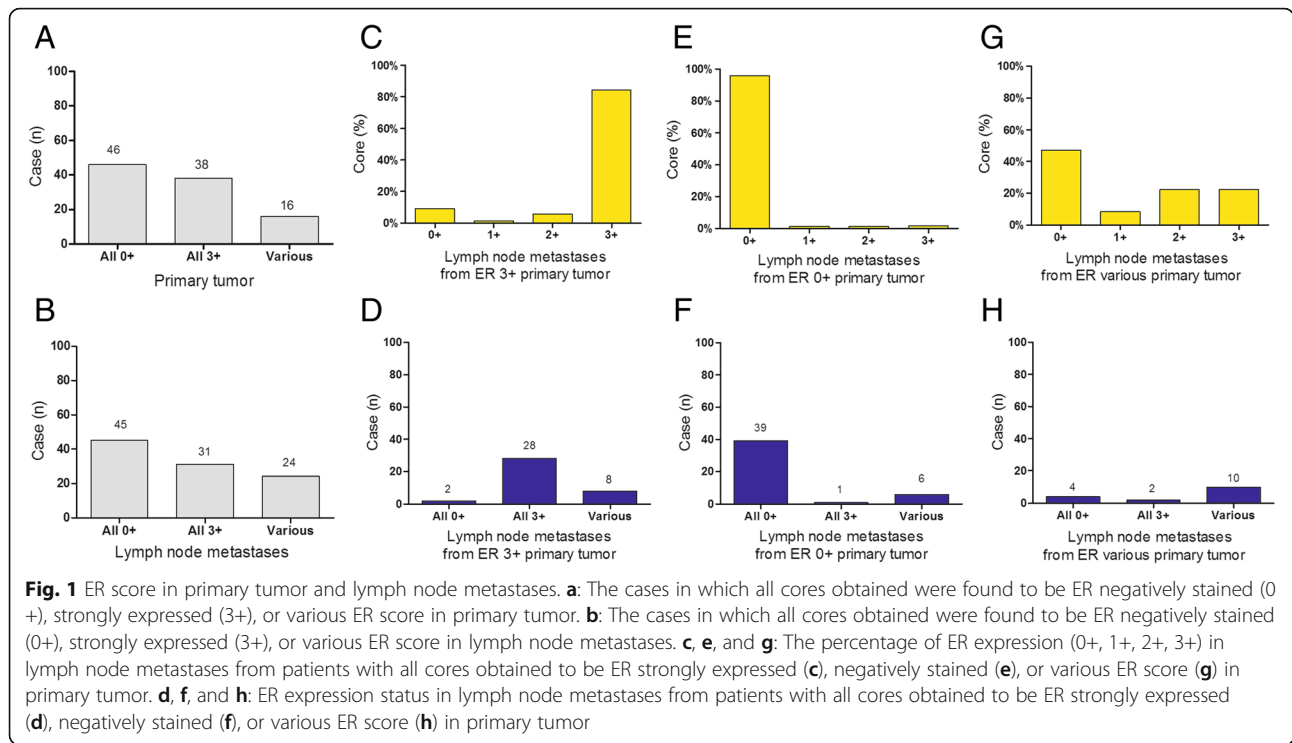 A
100
80
60
40
20
0
Case (n)
46
38
16
All 0+ All 3+ Various
Primary tumor
C
100%
80%
60%
40%
20%
0%
Core (%)
0+ 1+ 2+ 3+
Lymph node metastases
from ER 3+ primary tumor
E
100%
80%
60%
40%
20%
0%
Core (%)
0+ 1+ 2+ 3+
Lymph node metastases
from ER 0+ primary tumor
G
100%
80%
60%
40%
20%
0%
Core (%)
0+ 1+ 2+ 3+
Lymph node metastases
from ER various primary tumor
B
100
80
60
40
20
0
Case (n)
45
31
24
All 0+ All 3+ Various
Lymph node metastases
D
100
80
60
40
20
0
Case (n)
2
28
8
All 0+ All 3+ Various
Lymph node metastases
from ER 3+ primary tumor
F
100
80
60
40
20
0
Case (n)
39
1
6
All 0+ All 3+ Various
Lymph node metastases
from ER 0+ primary tumor
H
100
80
60
40
20
0
Case (n)
4
2
10
All 0+ All 3+ Various
Lymph node metastases
from ER various primary tumor
Fig. 1 ER score in primary tumor and lymph node metastases. a: The cases in which all cores obtained were found to be ER negatively stained (0
+), strongly expressed (3+), or various ER score in primary tumor. b: The cases in which all cores obtained were found to be ER negatively stained
(0+), strongly expressed (3+), or various ER score in lymph node metastases. c, e, and g: The percentage of ER expression (0+, 1+, 2+, 3+) in
lymph node metastases from patients with all cores obtained to be ER strongly expressed (c), negatively stained (e), or various ER score (g) in
primary tumor. d, f, and h: ER expression status in lymph node metastases from patients with all cores obtained to be ER strongly expressed
(d), negatively stained (f), or various ER score (h) in primary tumor